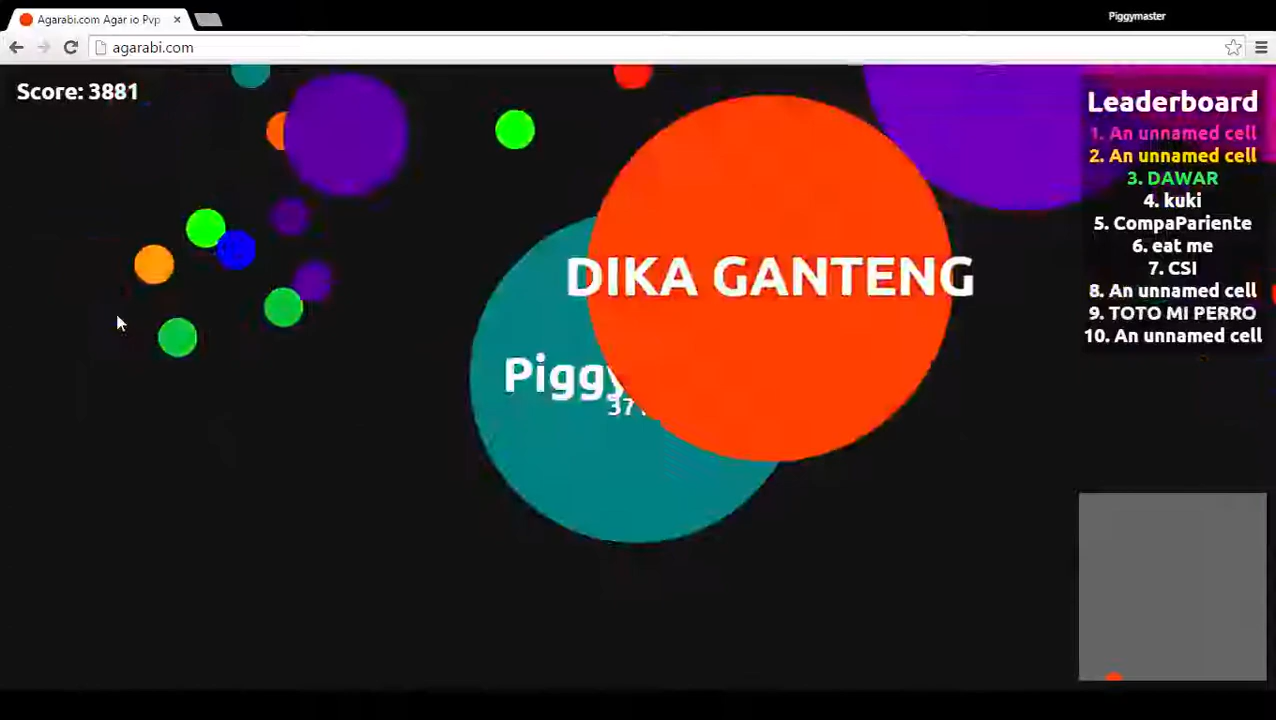 Agarabi.com Agar io Pvp
Piggymaster
agarabi.com
Score: 3881
Leaderboard
1. An unnamed cell
2. An unnamed cell
3. DAWAR
4. kuki
5. CompaPariente
6. eat me
7. CSI
8. An unnamed cell
9. TOTO MI PERRO
10. An unnamed cell
DIKA GANTENG
Piggy